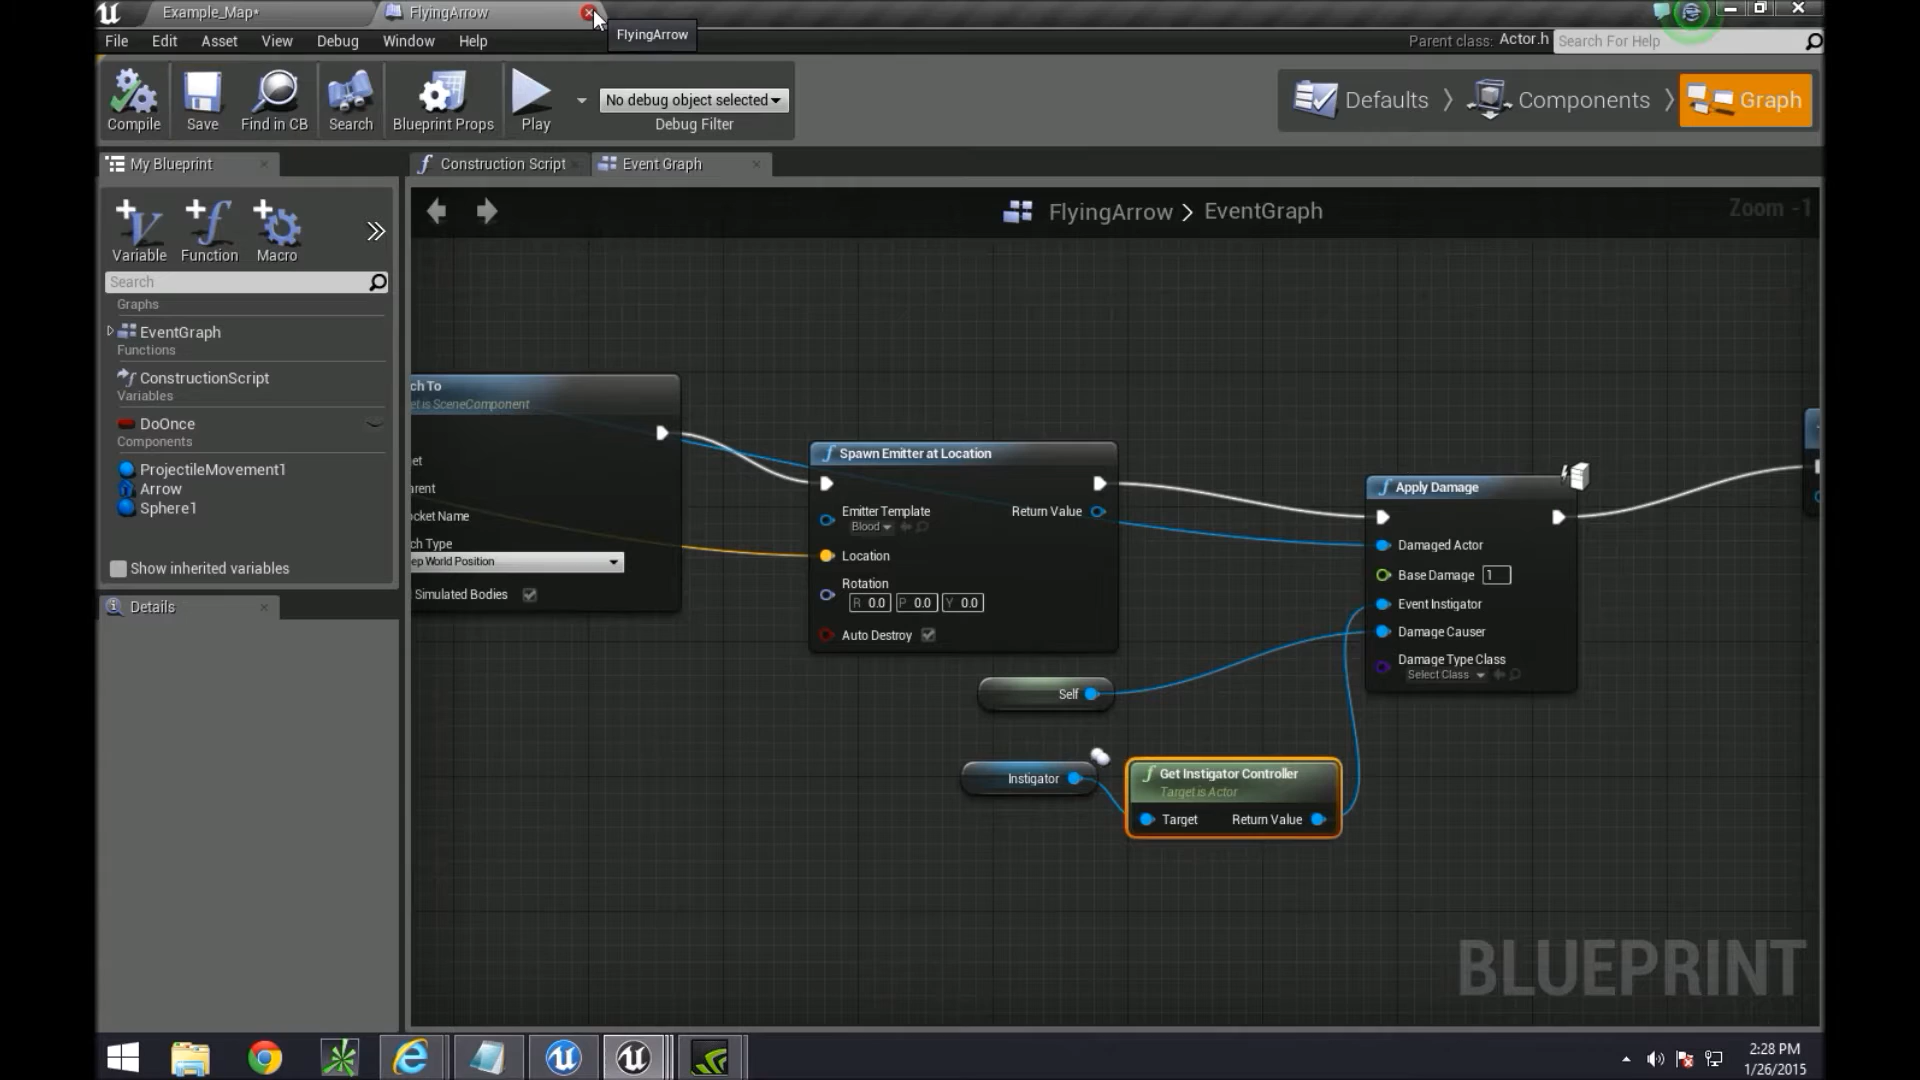 Example_Map*
FlyingArrow
FlyingArrow
File Edit Asset View Debug Window Help
Parent class: Actor.h
Search For Help
Compile
Save
Find in CB
Search
Blueprint Props
Play
No debug object selected
Debug Filter
Defaults
Components
Graph
My Blueprint
Construction Script
Event Graph
Variable
Function
Macro
Search
Graphs
EventGraph
Functions
ConstructionScript
Variables
DoOnce
Components
ProjectileMovement1
Arrow
Sphere1
Show inherited variables
Details
FlyingArrow > EventGraph
Zoom -1
ch To
et is SceneComponent
et
arent
ocket Name
ch Type
ep World Position
Simulated Bodies
Spawn Emitter at Location
Emitter Template
Blood
Return Value
Location
Rotation
R 0.0 P 0.0 Y 0.0
Auto Destroy
Apply Damage
Damaged Actor
Base Damage 1
Event Instigator
Damage Causer
Damage Type Class
Select Class
Self
Instigator
Get Instigator Controller
Target is Actor
Target
Return Value
BLUEPRINT
2:28 PM
1/26/2015